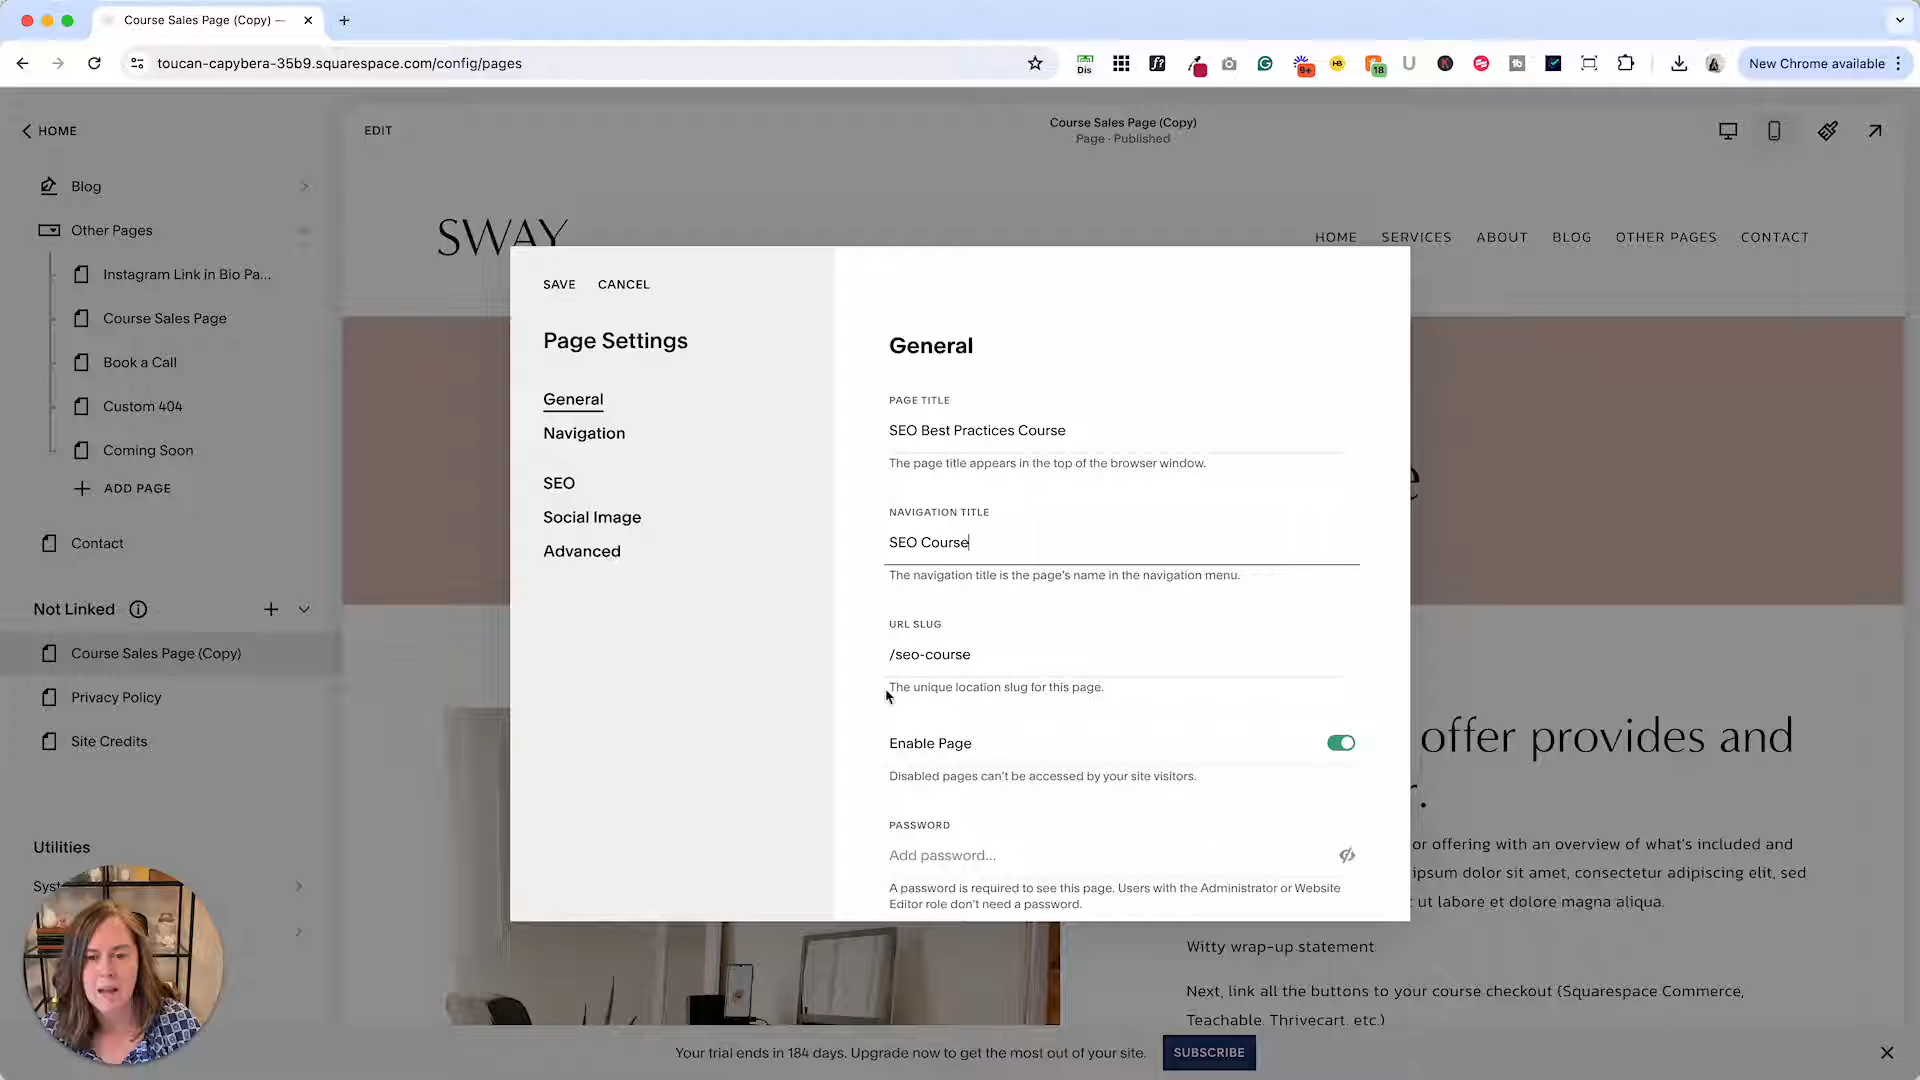 Course Sales Page (Copy) —
toucan-capybera-35b9.squarespace.com/config/pages
Dis
f?
9+
HB
18
U
tb
New Chrome available
HOME
EDIT
Course Sales Page (Copy)
Page · Published
Blog
Other Pages
Instagram Link in Bio Pa...
Course Sales Page
Book a Call
Custom 404
Coming Soon
ADD PAGE
Contact
Not Linked
Course Sales Page (Copy)
Privacy Policy
Site Credits
Utilities
SWAY
HOME SERVICES ABOUT BLOG OTHER PAGES CONTACT
SAVE CANCEL
Page Settings
General
Navigation
SEO
Social Image
Advanced
General
PAGE TITLE
SEO Best Practices Course
The page title appears in the top of the browser window.
NAVIGATION TITLE
SEO Course
The navigation title is the page's name in the navigation menu.
URL SLUG
/seo-course
The unique location slug for this page.
Enable Page
Disabled pages can't be accessed by your site visitors.
PASSWORD
Add password...
A password is required to see this page. Users with the Administrator or Website
Editor role don't need a password.
offer provides and
or offering with an overview of what's included and
ipsum dolor sit amet, consectetur adipiscing elit, sed
ut labore et dolore magna aliqua.
Witty wrap-up statement
Next, link all the buttons to your course checkout (Squarespace Commerce,
Teachable, Thrivecart, etc.)
Your trial ends in 184 days. Upgrade now to get the most out of your site.
SUBSCRIBE